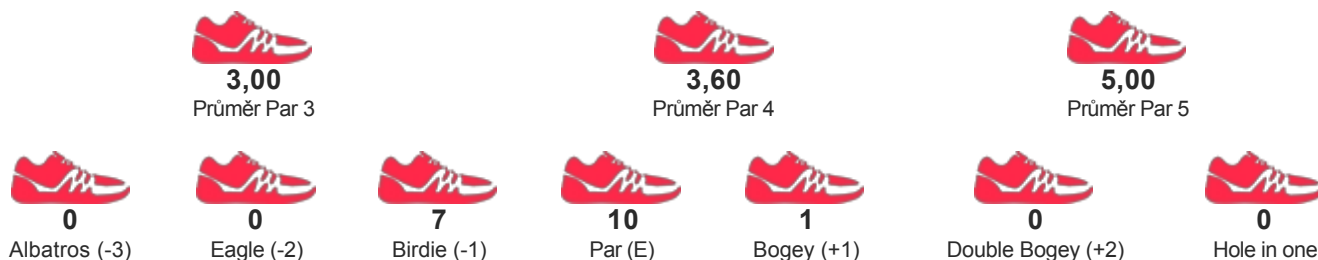 3,00 3,60 5,00
Průměr Par 3 Průměr Par 4 Průměr Par 5
0 0 7 10 1 0 0
Albatros (-3) Eagle (-2) Birdie (-1) Par (E) Bogey (+1) Double Bogey (+2) Hole in one